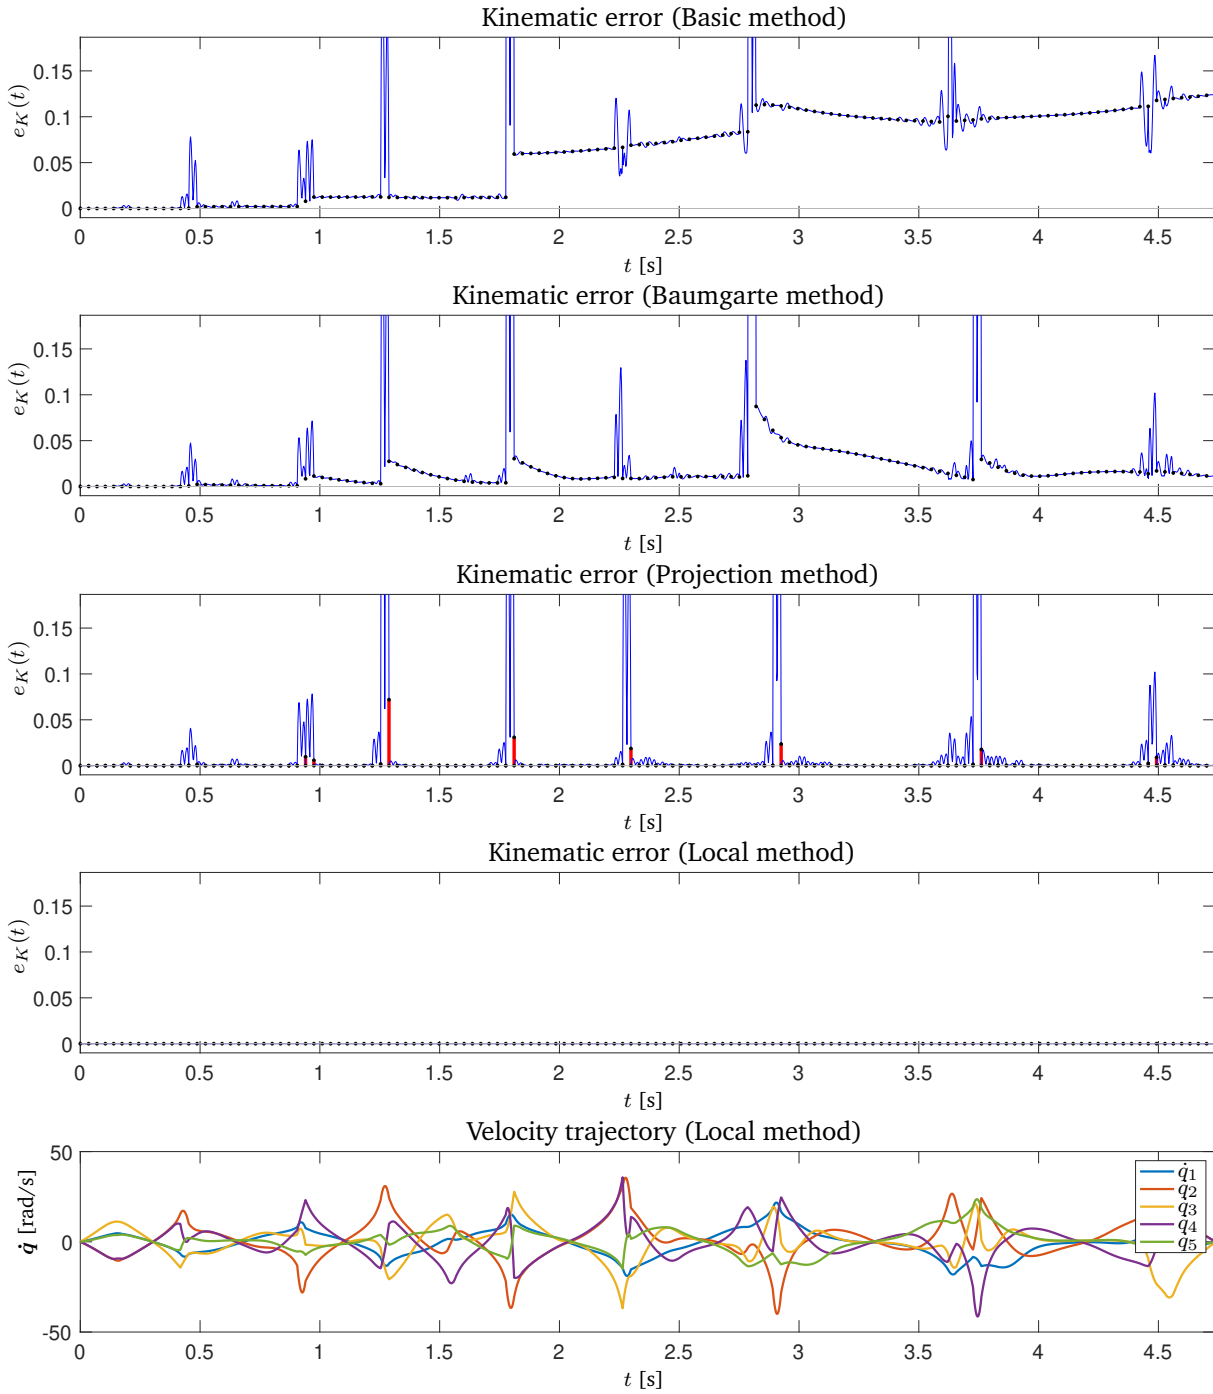 Kinematic error (Basic method)
e_K(t)
0.15
0.1
0.05
0
0 0.5 1 1.5 2 2.5 3 3.5 4 4.5
t [s]
Kinematic error (Baumgarte method)
e_K(t)
0.15
0.1
0.05
0
0 0.5 1 1.5 2 2.5 3 3.5 4 4.5
t [s]
Kinematic error (Projection method)
e_K(t)
0.15
0.1
0.05
0
0 0.5 1 1.5 2 2.5 3 3.5 4 4.5
t [s]
Kinematic error (Local method)
e_K(t)
0.15
0.1
0.05
0
0 0.5 1 1.5 2 2.5 3 3.5 4 4.5
t [s]
Velocity trajectory (Local method)
q̇ [rad/s]
50
0
-50
q̇₁
q̇₂
q̇₃
q̇₄
q̇₅
0 0.5 1 1.5 2 2.5 3 3.5 4 4.5
t [s]